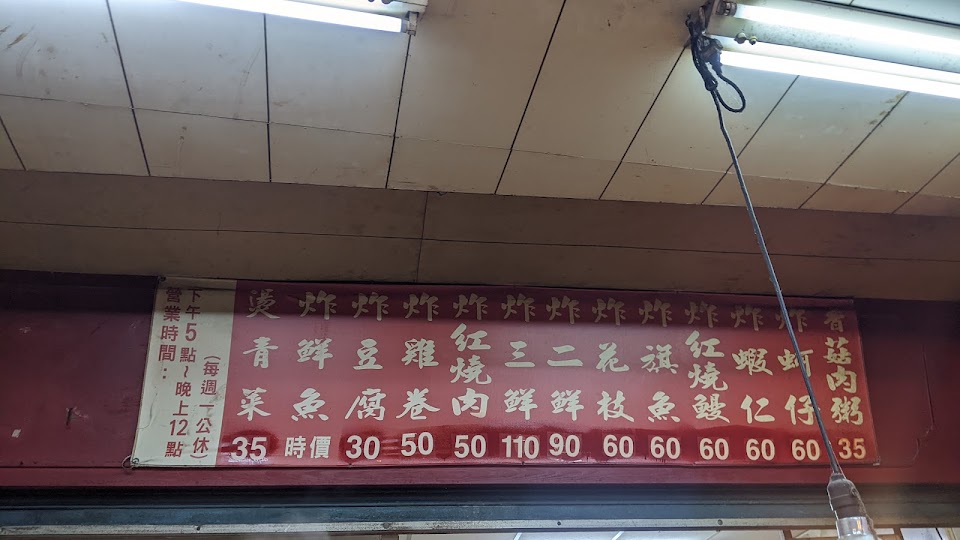 香菇肉粥 35
炸蚵仔 60
炸蝦仁 60
炸紅燒鰻 60
炸旗魚 60
炸花枝 60
炸二鮮 90
炸三鮮 110
炸紅燒肉 50
炸雞卷 50
炸豆腐 30
炸鮮魚 時價
燙青菜 35
(每週一公休)
下午5點~晚上12點
營業時間: